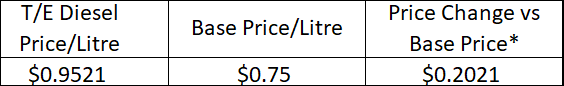 T/E Diesel Price/Litre
Base Price/Litre
Price Change vs Base Price*
$0.9521
$0.75
$0.2021